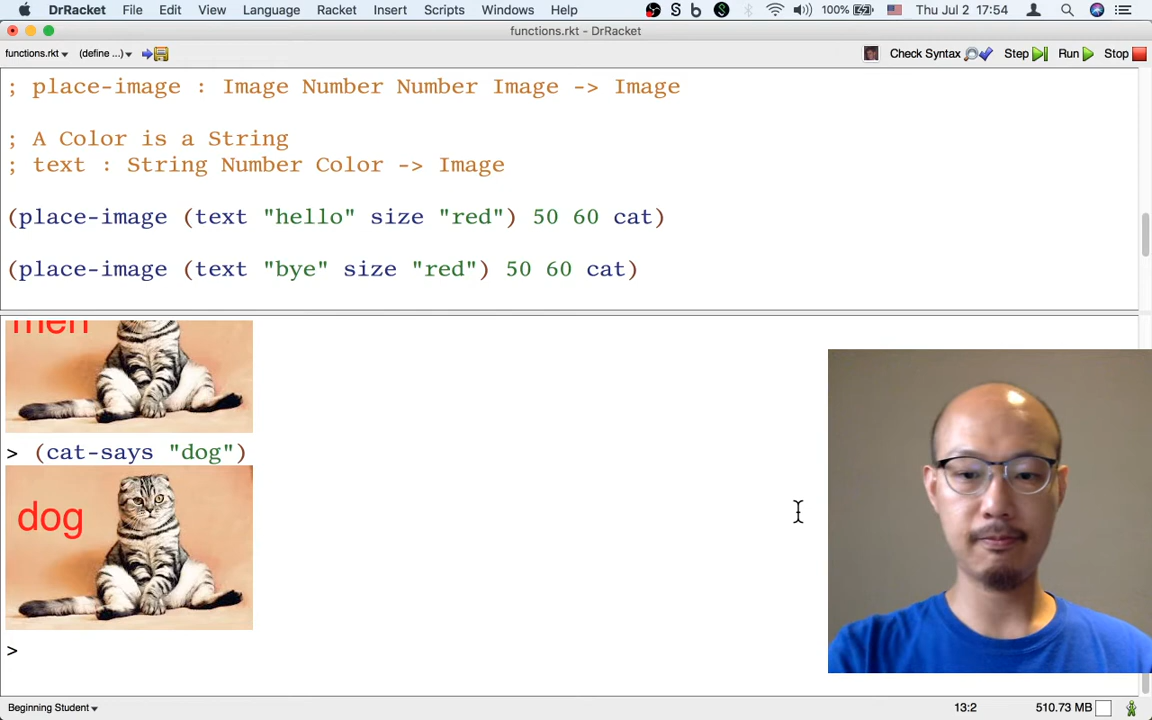 DrRacket File Edit View Language Racket Insert Scripts Windows Help 100% Thu Jul 2 17:54
functions.rkt - DrRacket
functions.rkt (define ...) Check Syntax Step Run Stop
; place-image : Image Number Number Image -> Image
; A Color is a String
; text : String Number Color -> Image
(place-image (text "hello" size "red") 50 60 cat)
(place-image (text "bye" size "red") 50 60 cat)
meh
> (cat-says "dog")
dog
>
Beginning Student 13:2 510.73 MB